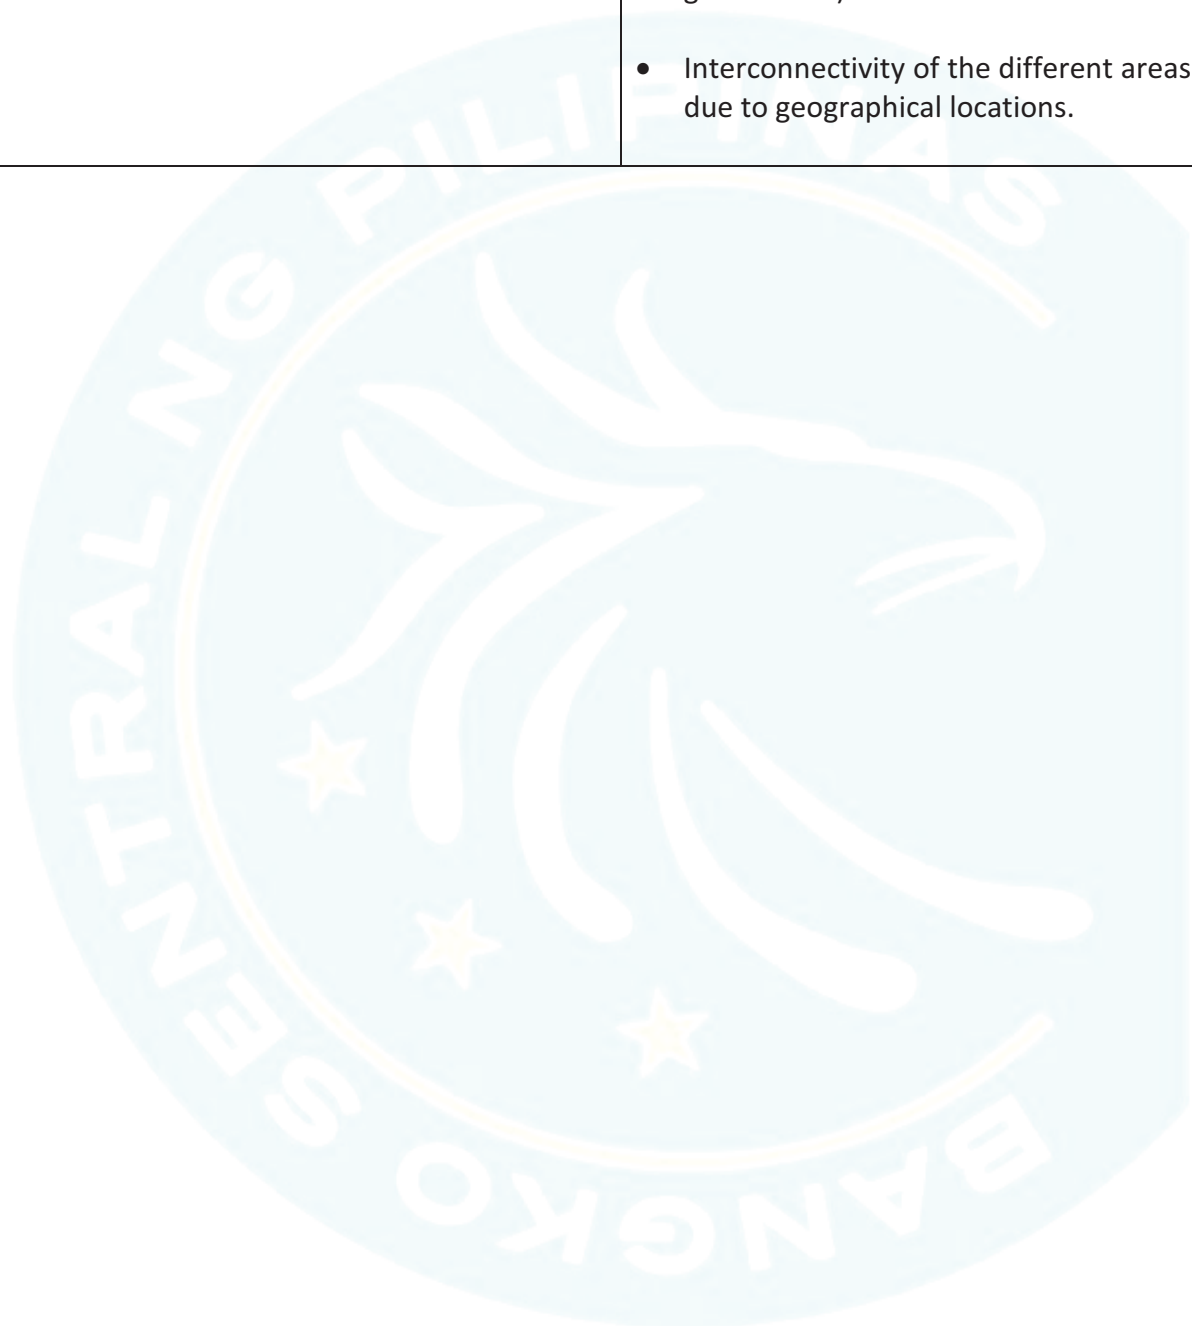 • Interconnectivity of the different areas
due to geographical locations.
BANGKO SENTRAL NG PILIPINAS